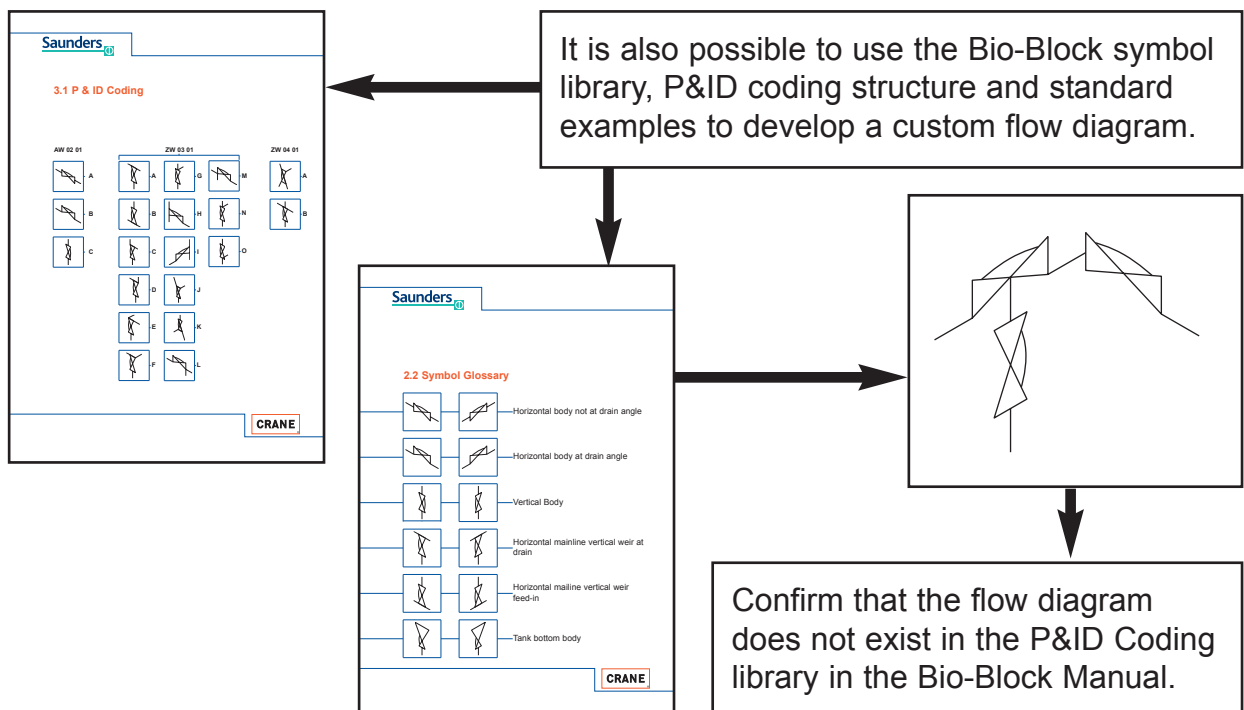 Saunders
3.1 P & ID Coding
AW 02 01
ZW 03 01
ZW 04 01
A
A
G
M
A
B
B
H
N
B
C
C
I
O
D
J
E
K
F
L
CRANE
It is also possible to use the Bio-Block symbol
library, P&ID coding structure and standard
examples to develop a custom flow diagram.
Saunders
2.2 Symbol Glossary
Horizontal body not at drain angle
Horizontal body at drain angle
Vertical Body
Horizontal mainline vertical weir at
drain
Horizontal mailine vertical weir
feed-in
Tank bottom body
CRANE
Confirm that the flow diagram
does not exist in the P&ID Coding
library in the Bio-Block Manual.